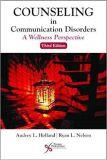 COUNSELING
in
Communication Disorders
A Wellness Perspective
Third Edition
Audrey L. Holland | Ryan L. Nelson